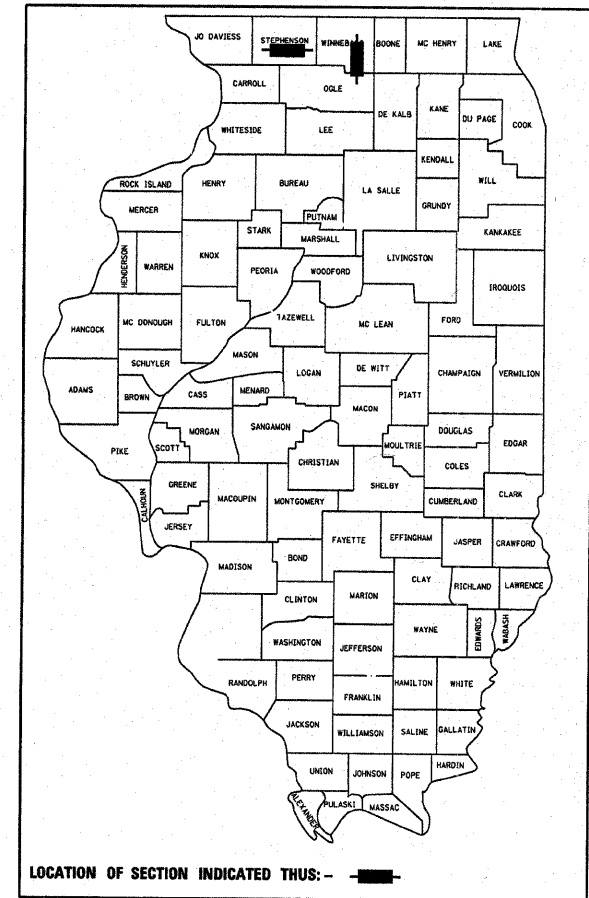 JO DAVIESS
STEPHENSON
WINNEB
BOONE
MC HENRY
LAKE
CARROLL
OGLE
DE KALB
KANE
DU PAGE
COOK
WHITESIDE
LEE
KENDALL
WILL
ROCK ISLAND
HENRY
BUREAU
LA SALLE
GRUNDY
MERCER
PUTNAM
STARK
MARSHALL
KANKAKEE
HENDERSON
WARREN
KNOX
PEORIA
WOODFORD
LIVINGSTON
IROQUOIS
HANCOCK
MC DONOUGH
FULTON
TAZEWELL
MC LEAN
FORD
SCHUYLER
MASON
LOGAN
DE WITT
CHAMPAIGN
VERMILION
ADAMS
BROWN
CASS
MENARD
PIATT
MACON
MORGAN
SANGAMON
DOUGLAS
EDGAR
PIKE
SCOTT
CHRISTIAN
MOULTRIE
COLES
GREENE
MACOUPIN
MONTGOMERY
SHELBY
CUMBERLAND
CLARK
CALHOUN
JERSEY
FAYETTE
EFFINGHAM
JASPER
CRAWFORD
MADISON
BOND
CLAY
RICHLAND
LAWRENCE
CLINTON
MARION
WAYNE
EDWARDS
WABASH
WASHINGTON
JEFFERSON
RANDOLPH
PERRY
HAMILTON
WHITE
FRANKLIN
JACKSON
WILLIAMSON
SALINE
GALLATIN
UNION
JOHNSON
POPE
HARDIN
ALEXANDER
PULASKI
MASSAC
LOCATION OF SECTION INDICATED THUS: -